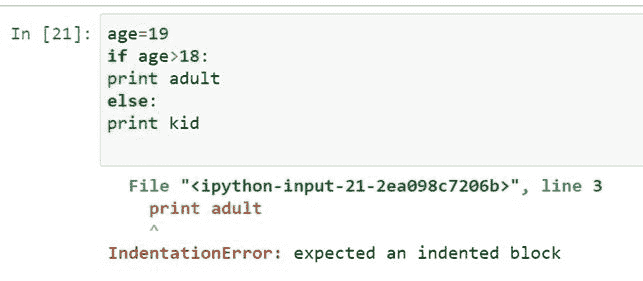 In [21]: age=19
if age>18:
print adult
else:
print kid
File "<ipython-input-21-2ea098c7206b>", line 3
print adult
^
IndentationError: expected an indented block